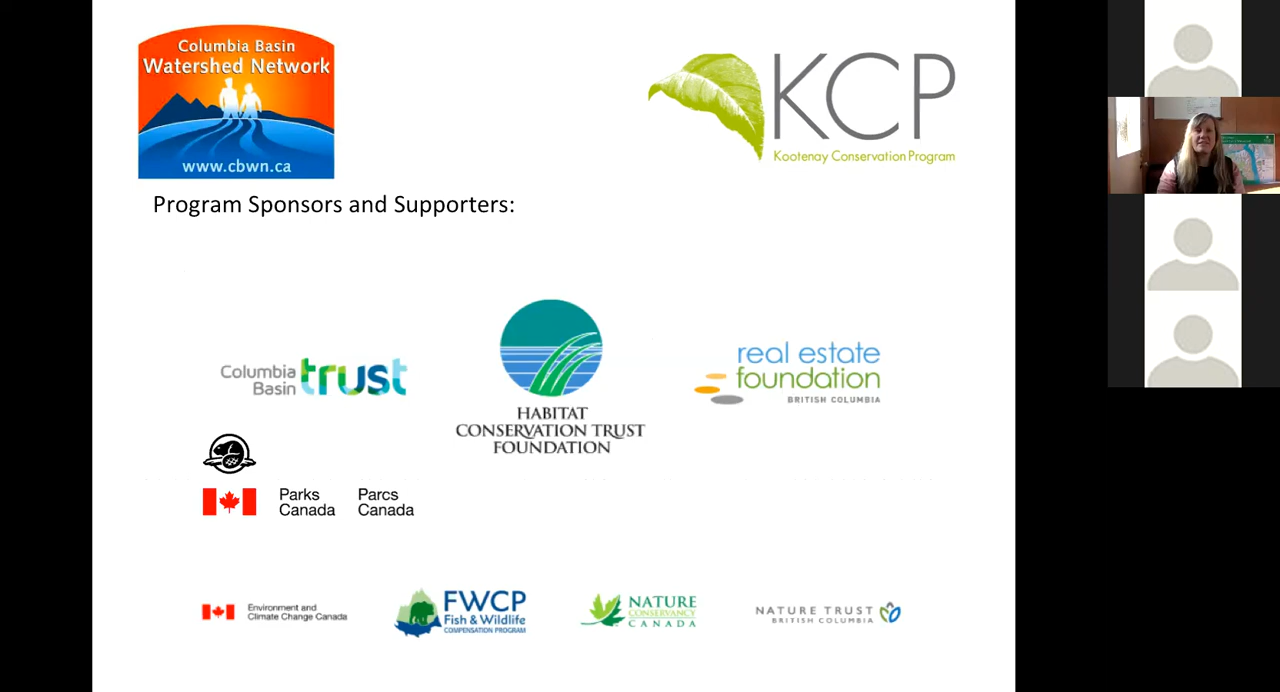 Columbia Basin
Watershed Network
www.cbwn.ca
KCP
Kootenay Conservation Program
Program Sponsors and Supporters:
Columbia
Basin trust
HABITAT
CONSERVATION TRUST
FOUNDATION
real estate
foundation
BRITISH COLUMBIA
Parks
Canada
Parcs
Canada
Environment and
Climate Change Canada
FWCP
Fish & Wildlife
COMPENSATION PROGRAM
NATURE
CONSERVANCY
CANADA
NATURE TRUST
BRITISH COLUMBIA